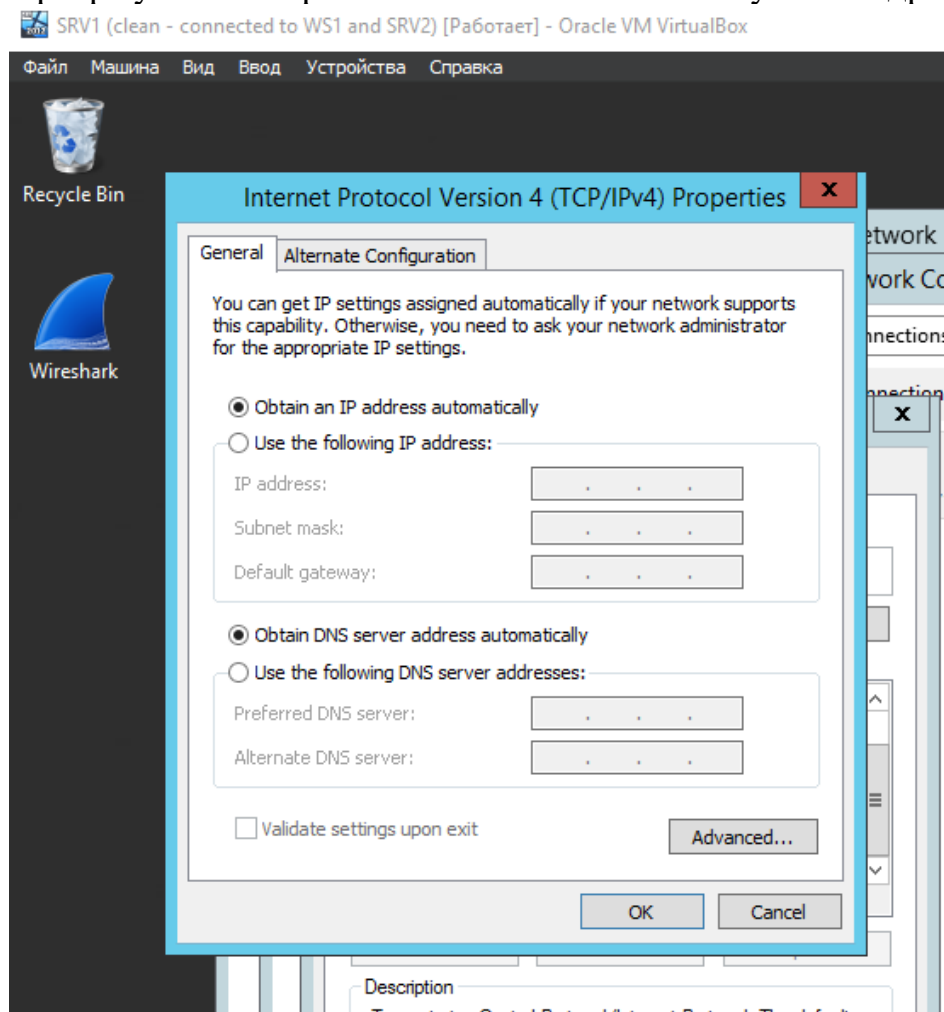 SRV1 (clean - connected to WS1 and SRV2) [Работает] - Oracle VM VirtualBox
Файл Машина Вид Ввод Устройства Справка
Recycle Bin
Wireshark
Internet Protocol Version 4 (TCP/IPv4) Properties
General
Alternate Configuration
You can get IP settings assigned automatically if your network supports
this capability. Otherwise, you need to ask your network administrator
for the appropriate IP settings.
Obtain an IP address automatically
Use the following IP address:
IP address:
Subnet mask:
Default gateway:
Obtain DNS server address automatically
Use the following DNS server addresses:
Preferred DNS server:
Alternate DNS server:
Validate settings upon exit
Advanced...
OK
Cancel
Description